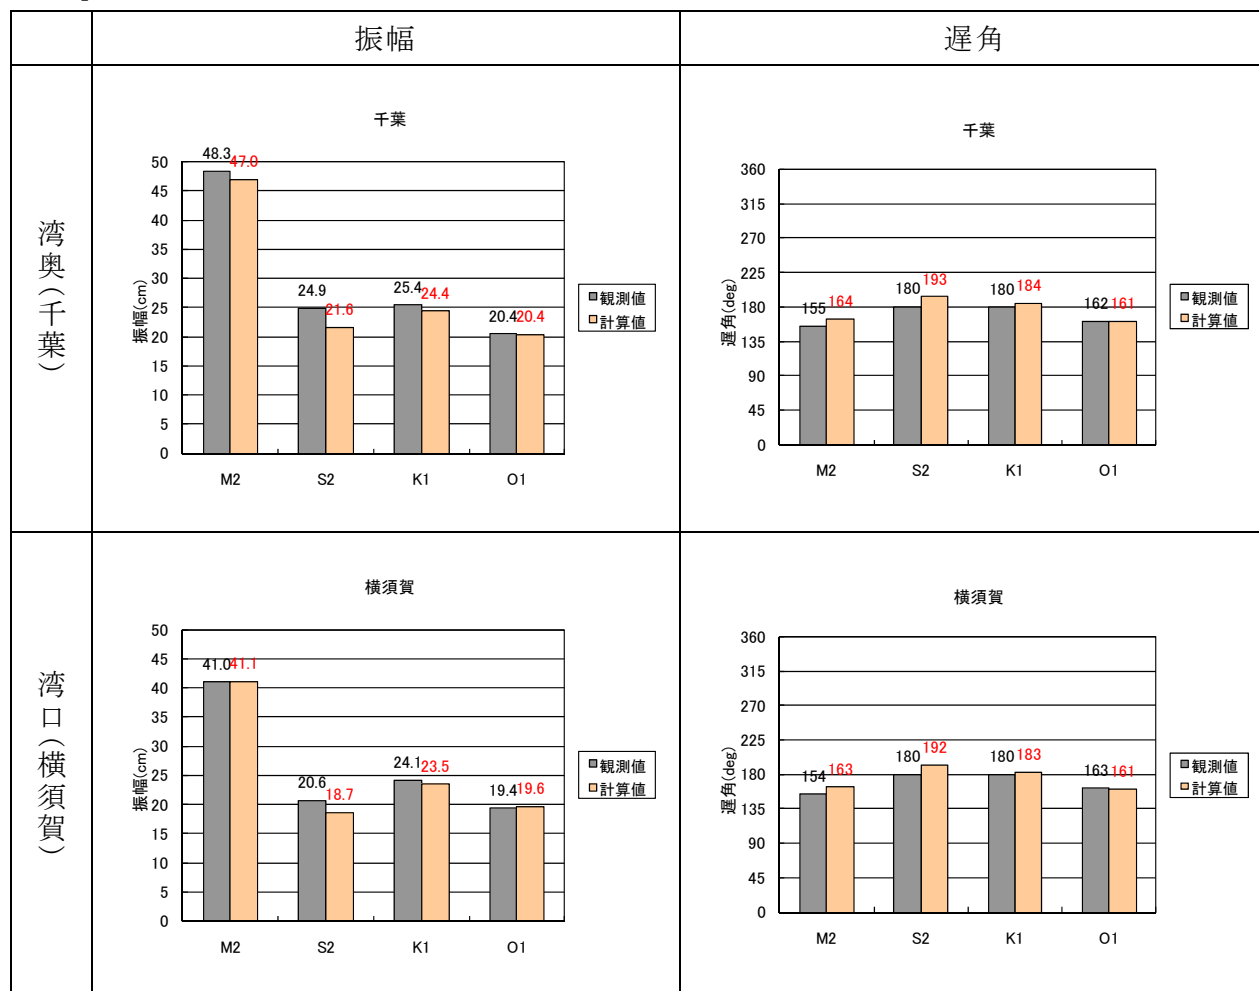 振幅
遅角
湾奥(千葉)
千葉
48.3
47.0
24.9
21.6
25.4
24.4
20.4
20.4
50
45
40
35
30
25
20
15
10
5
0
振幅(cm)
M2
S2
K1
O1
観測値
計算値
千葉
155
164
180
193
180
184
162
161
360
315
270
225
180
135
90
45
0
遅角(deg)
M2
S2
K1
O1
観測値
計算値
湾口(横須賀)
横須賀
41.0
41.1
20.6
18.7
24.1
23.5
19.4
19.6
50
45
40
35
30
25
20
15
10
5
0
振幅(cm)
M2
S2
K1
O1
観測値
計算値
横須賀
154
163
180
192
180
183
163
161
360
315
270
225
180
135
90
45
0
遅角(deg)
M2
S2
K1
O1
観測値
計算値